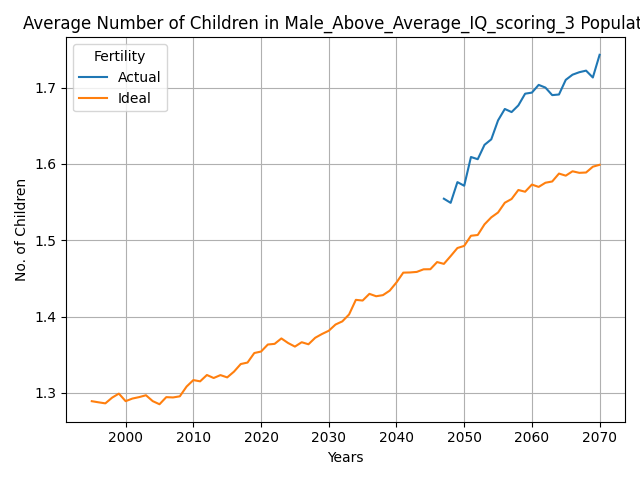 Average Number of Children in Male_Above_Average_IQ_scoring_3 Populat
Fertility
Actual
Ideal
No. of Children
1.7
1.6
1.5
1.4
1.3
2000 2010 2020 2030 2040 2050 2060 2070
Years